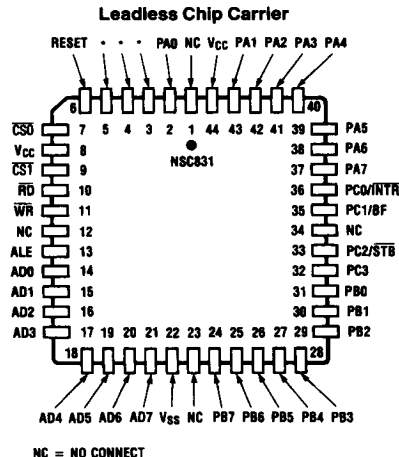 Leadless Chip Carrier
RESET * * * PA0 NC VCC PA1 PA2 PA3 PA4
6 5 4 3 2 1 44 43 42 41 40
NSC831
CS0 7 39 PA5
VCC 8 38 PA6
CS1 9 37 PA7
RD 10 36 PC0/INTR
WR 11 35 PC1/BF
NC 12 34 NC
ALE 13 33 PC2/STB
AD0 14 32 PC3
AD1 15 31 PB0
AD2 16 30 PB1
AD3 17 29 PB2
18 19 20 21 22 23 24 25 26 27 28
AD4 AD5 AD6 AD7 VSS NC PB7 PB6 PB5 PB4 PB3
NC = NO CONNECT